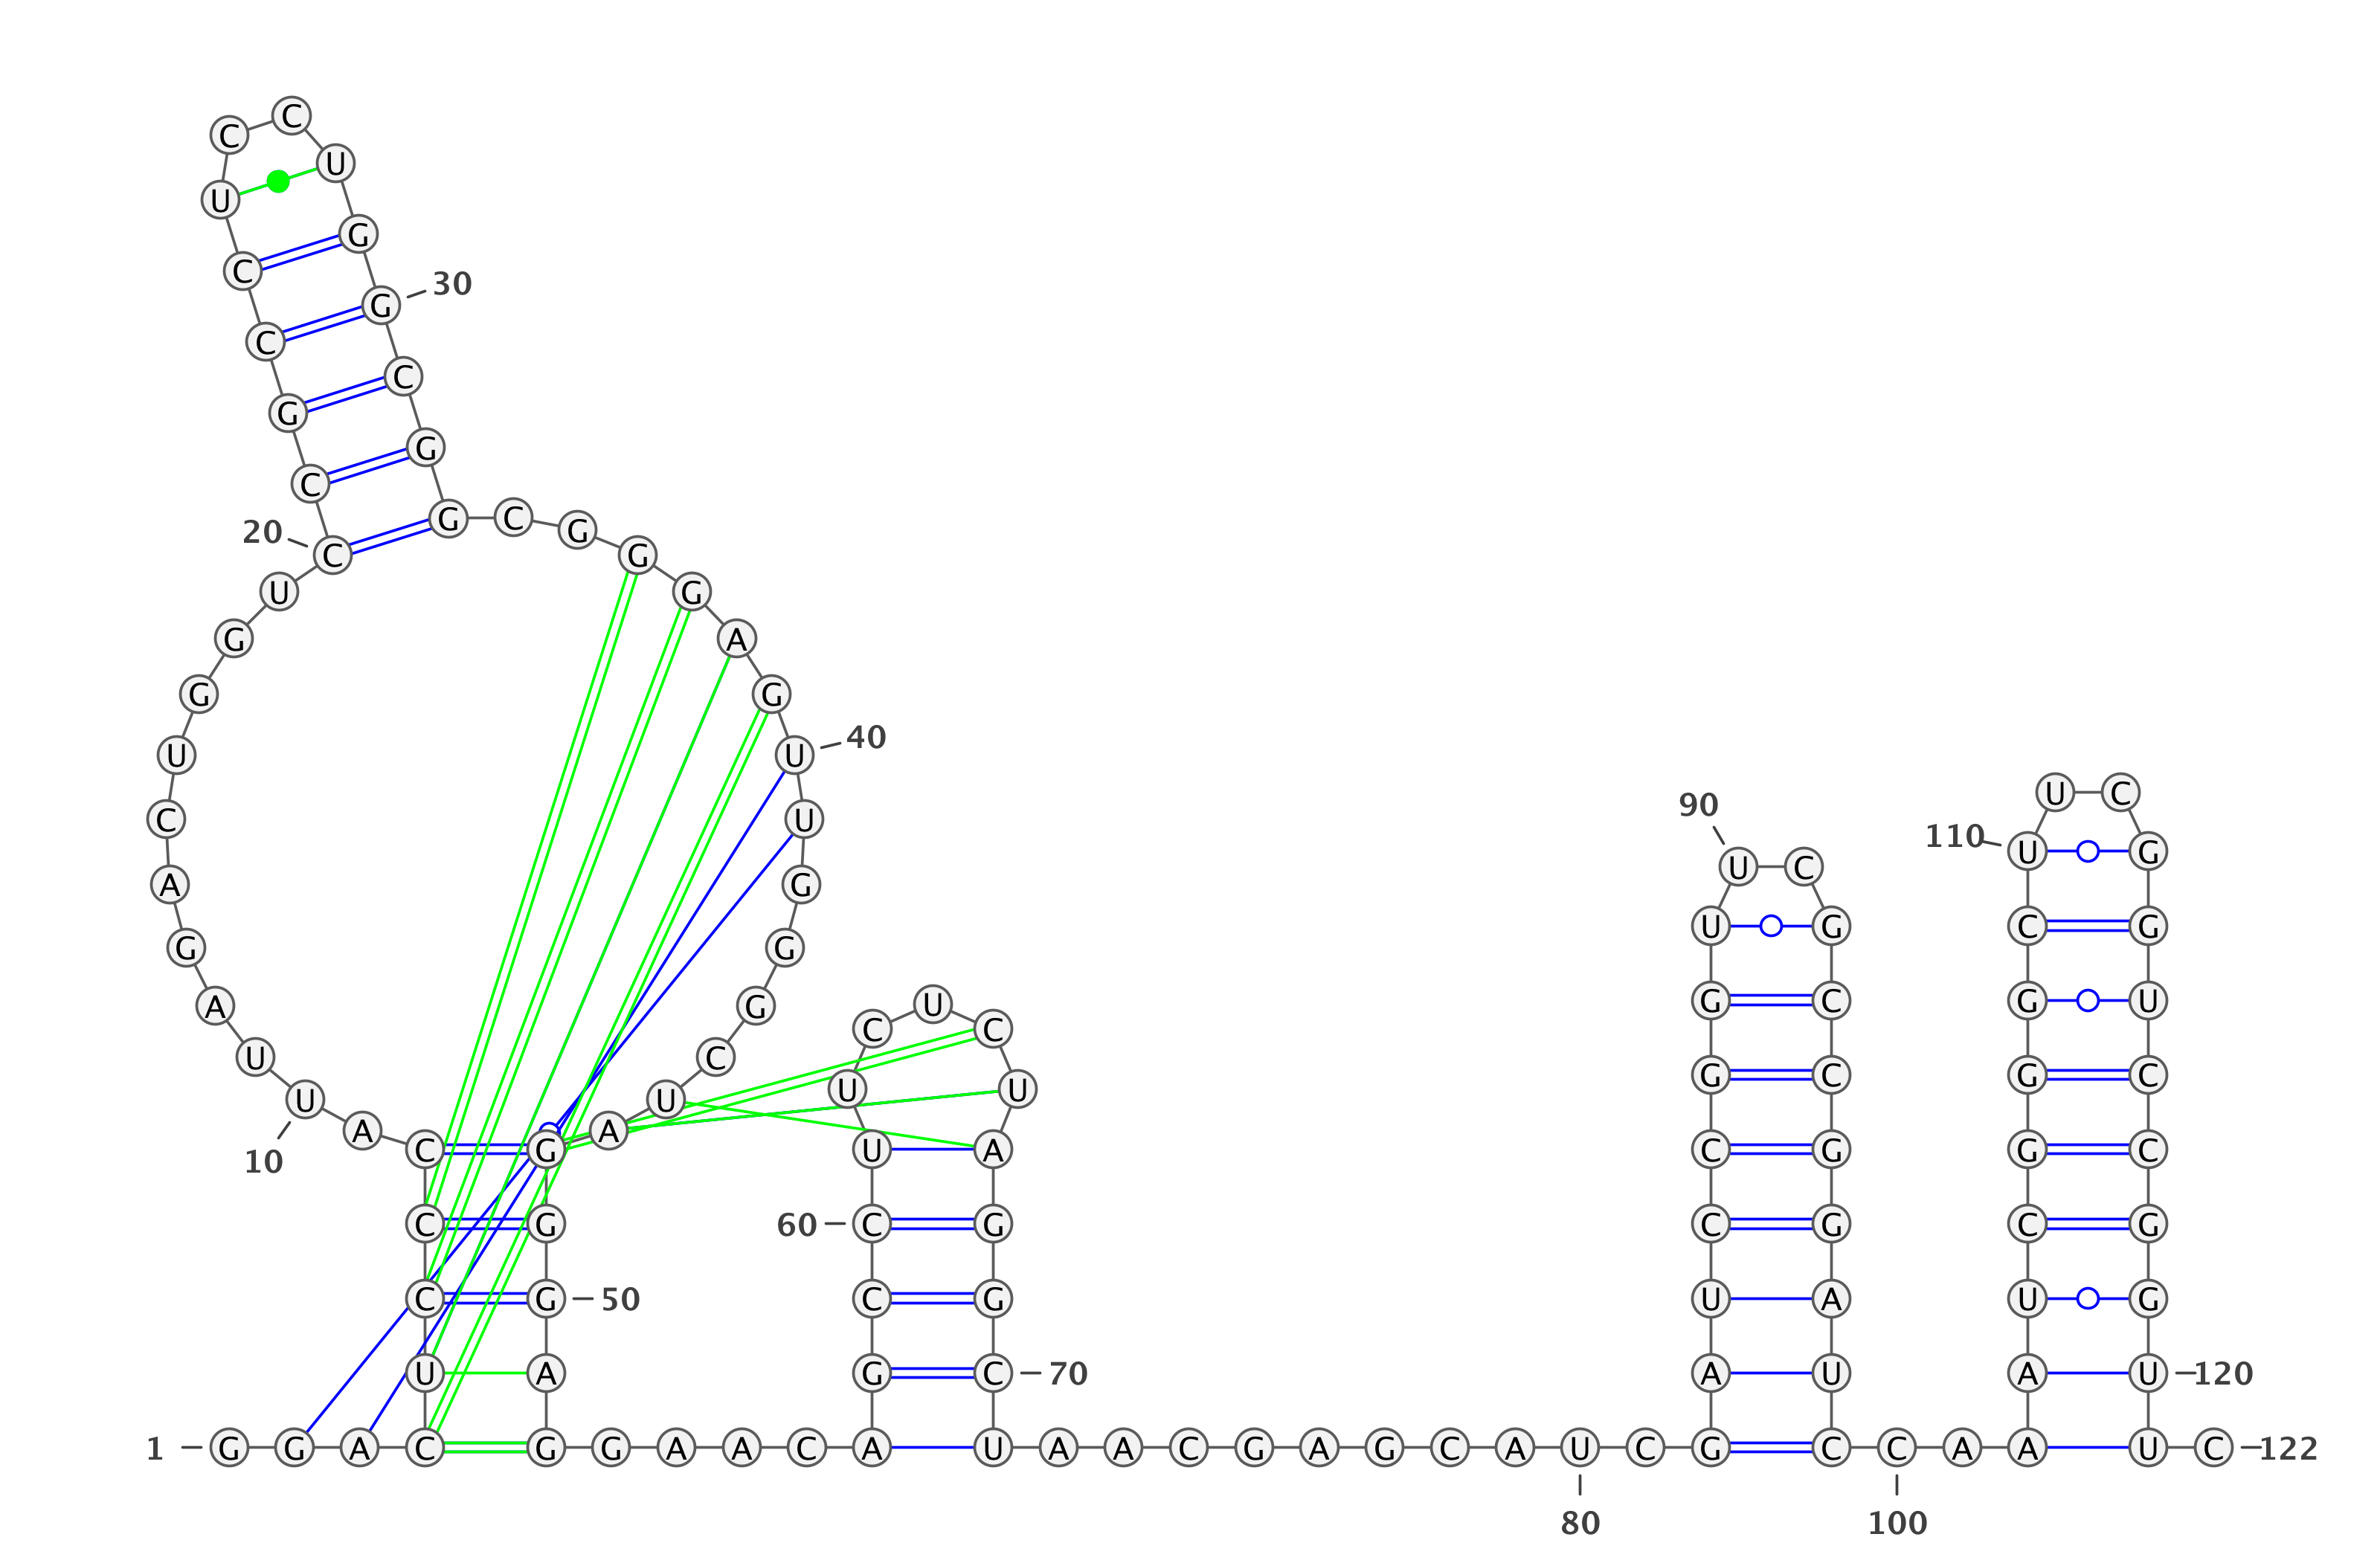 C C
U
U
G
C 30
G
C
C
G
G
C
G C G
20 C G
U G
G A
G G
U 40 U
U C
C U 90
110 U G
U C
A G
U G C G
G G
A G C U C G C G U
U C U U G C G C
U U
A A
C G U A C G G C
10
C G 60 C G C G C G
C G 50 C G U A U G
U A G C 70 A U A U 120
1 G G A C G G A A C A U A A C G A G C A U C G C C A A U C 122
80 100